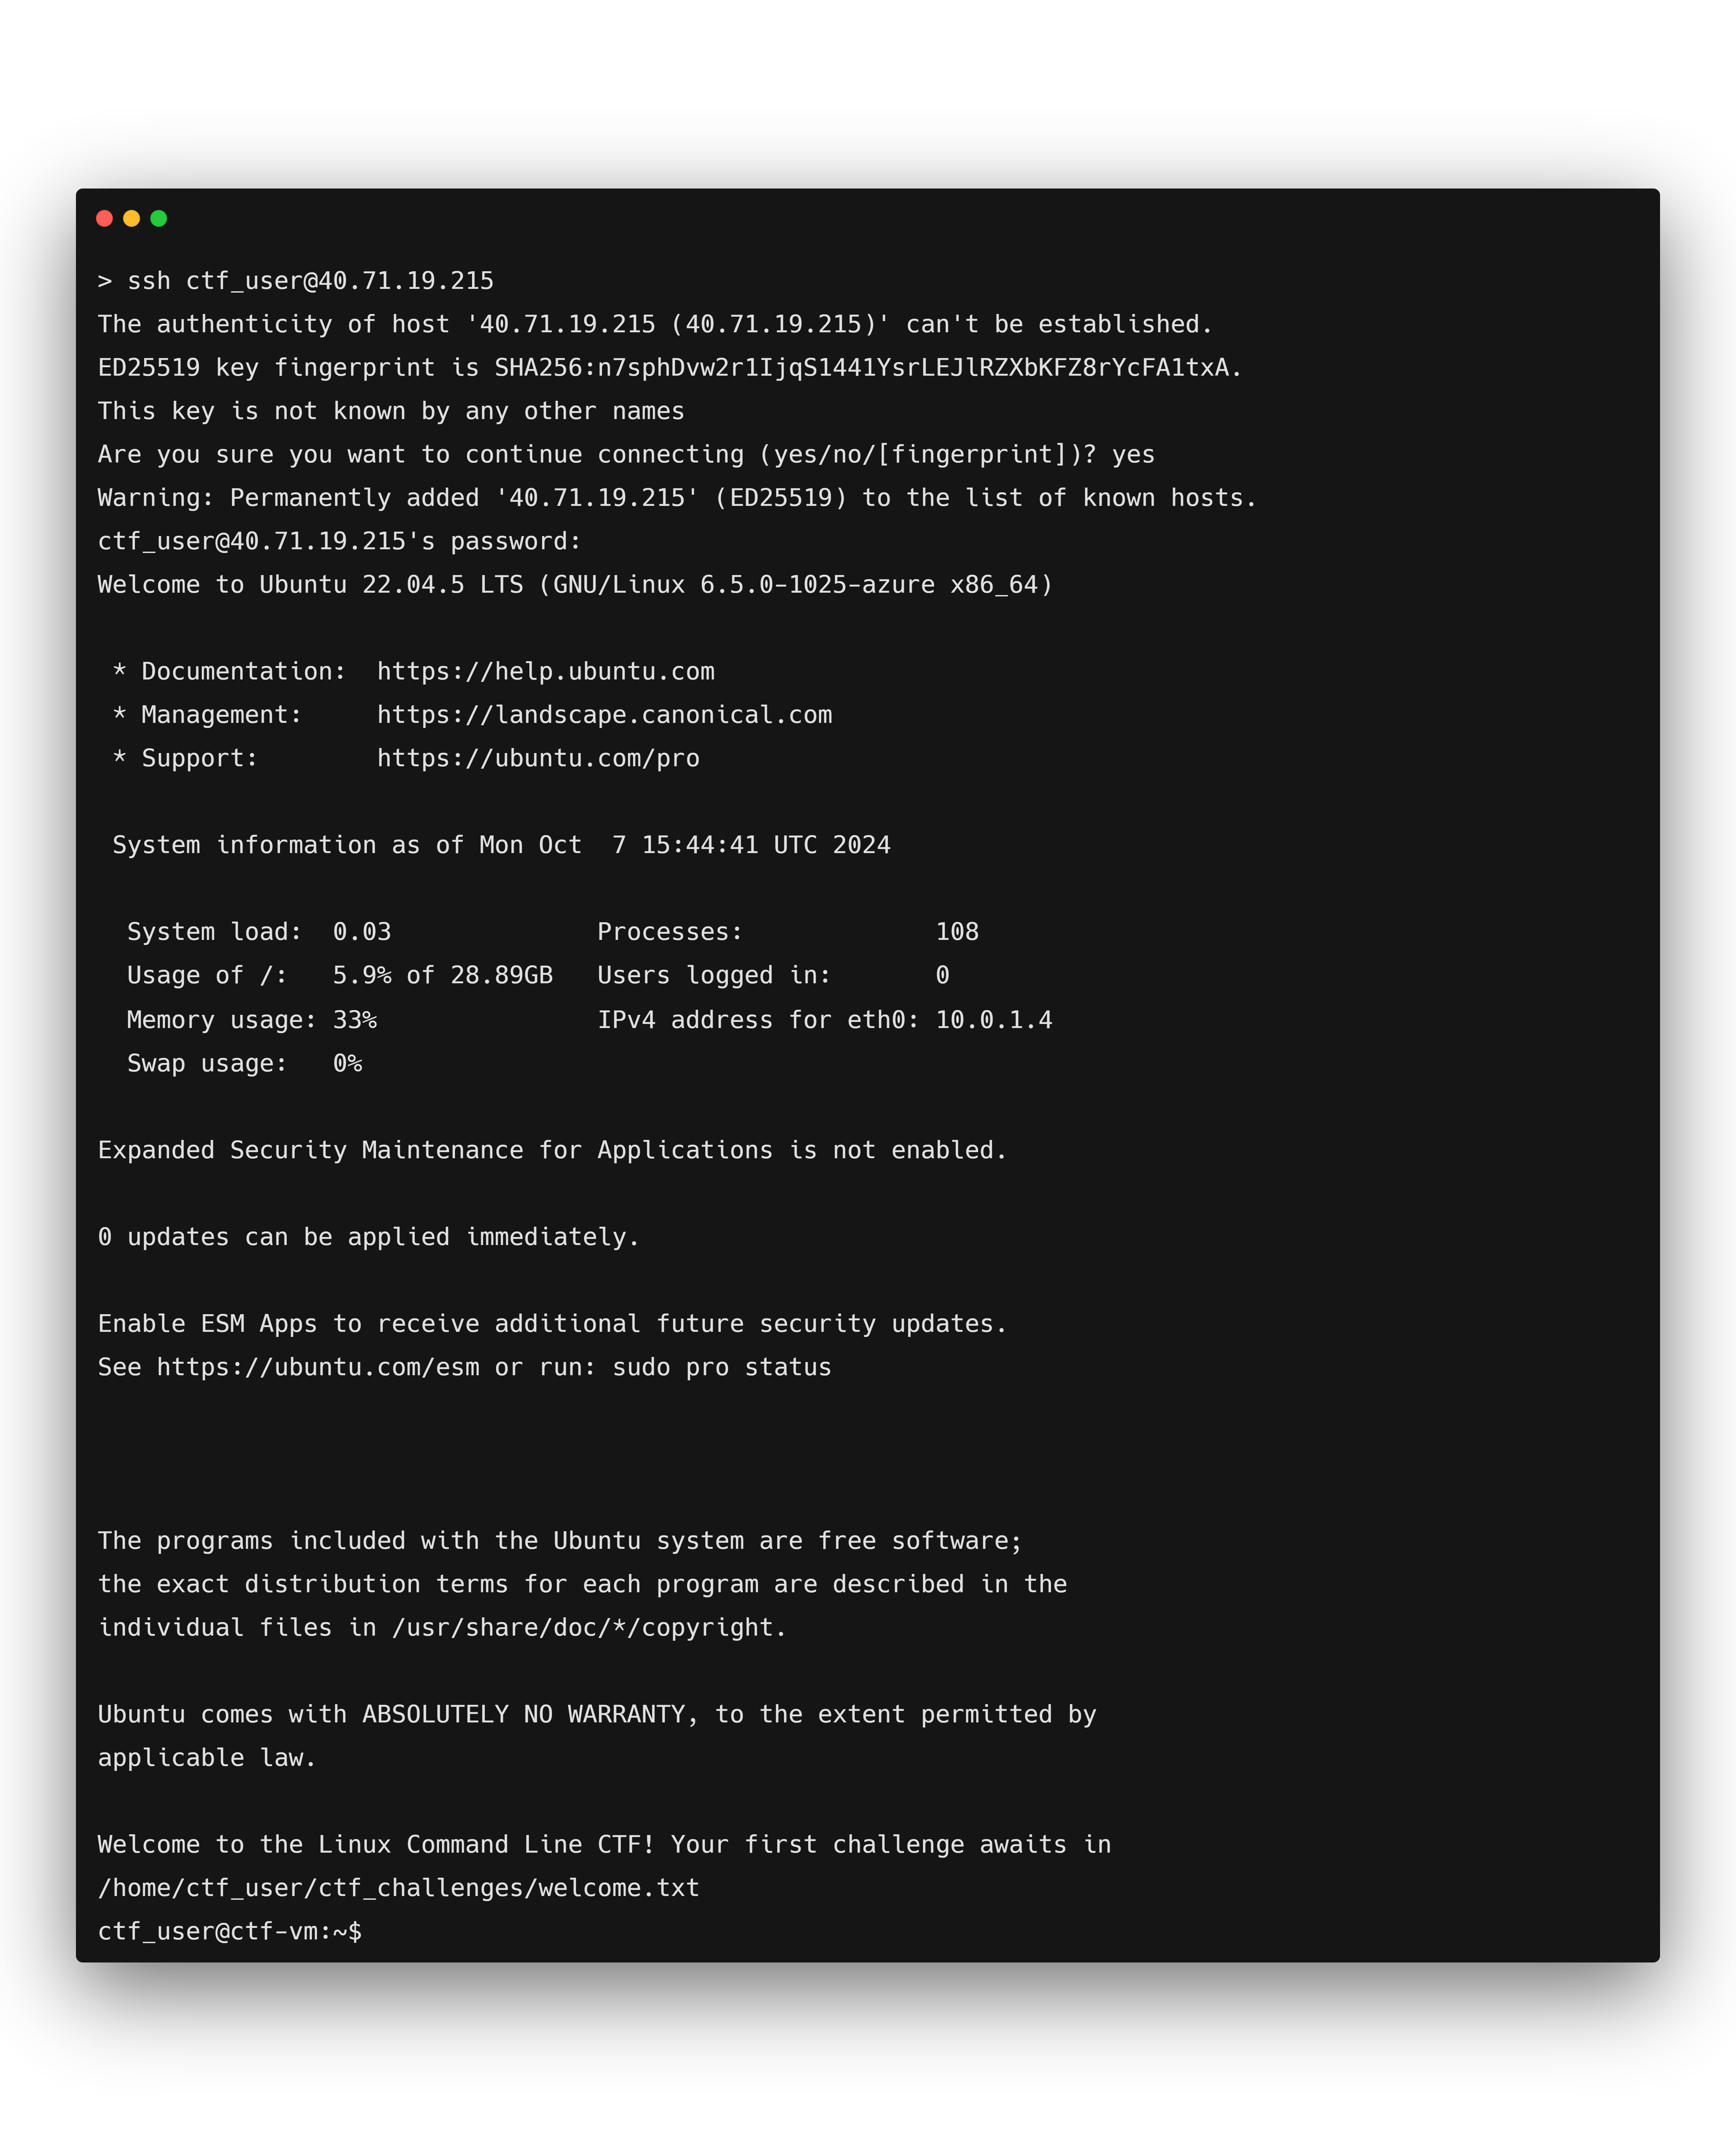 > ssh ctf_user@40.71.19.215
The authenticity of host '40.71.19.215 (40.71.19.215)' can't be established.
ED25519 key fingerprint is SHA256:n7sphDvw2r1IjqS1441YsrLEJlRZXbKFZ8rYcFA1txA.
This key is not known by any other names
Are you sure you want to continue connecting (yes/no/[fingerprint])? yes
Warning: Permanently added '40.71.19.215' (ED25519) to the list of known hosts.
ctf_user@40.71.19.215's password:
Welcome to Ubuntu 22.04.5 LTS (GNU/Linux 6.5.0-1025-azure x86_64)

 * Documentation:  https://help.ubuntu.com
 * Management:     https://landscape.canonical.com
 * Support:        https://ubuntu.com/pro

 System information as of Mon Oct  7 15:44:41 UTC 2024

  System load:  0.03              Processes:             108
  Usage of /:   5.9% of 28.89GB   Users logged in:       0
  Memory usage: 33%               IPv4 address for eth0: 10.0.1.4
  Swap usage:   0%

Expanded Security Maintenance for Applications is not enabled.

0 updates can be applied immediately.

Enable ESM Apps to receive additional future security updates.
See https://ubuntu.com/esm or run: sudo pro status

The programs included with the Ubuntu system are free software;
the exact distribution terms for each program are described in the
individual files in /usr/share/doc/*/copyright.

Ubuntu comes with ABSOLUTELY NO WARRANTY, to the extent permitted by
applicable law.

Welcome to the Linux Command Line CTF! Your first challenge awaits in
/home/ctf_user/ctf_challenges/welcome.txt
ctf_user@ctf-vm:~$